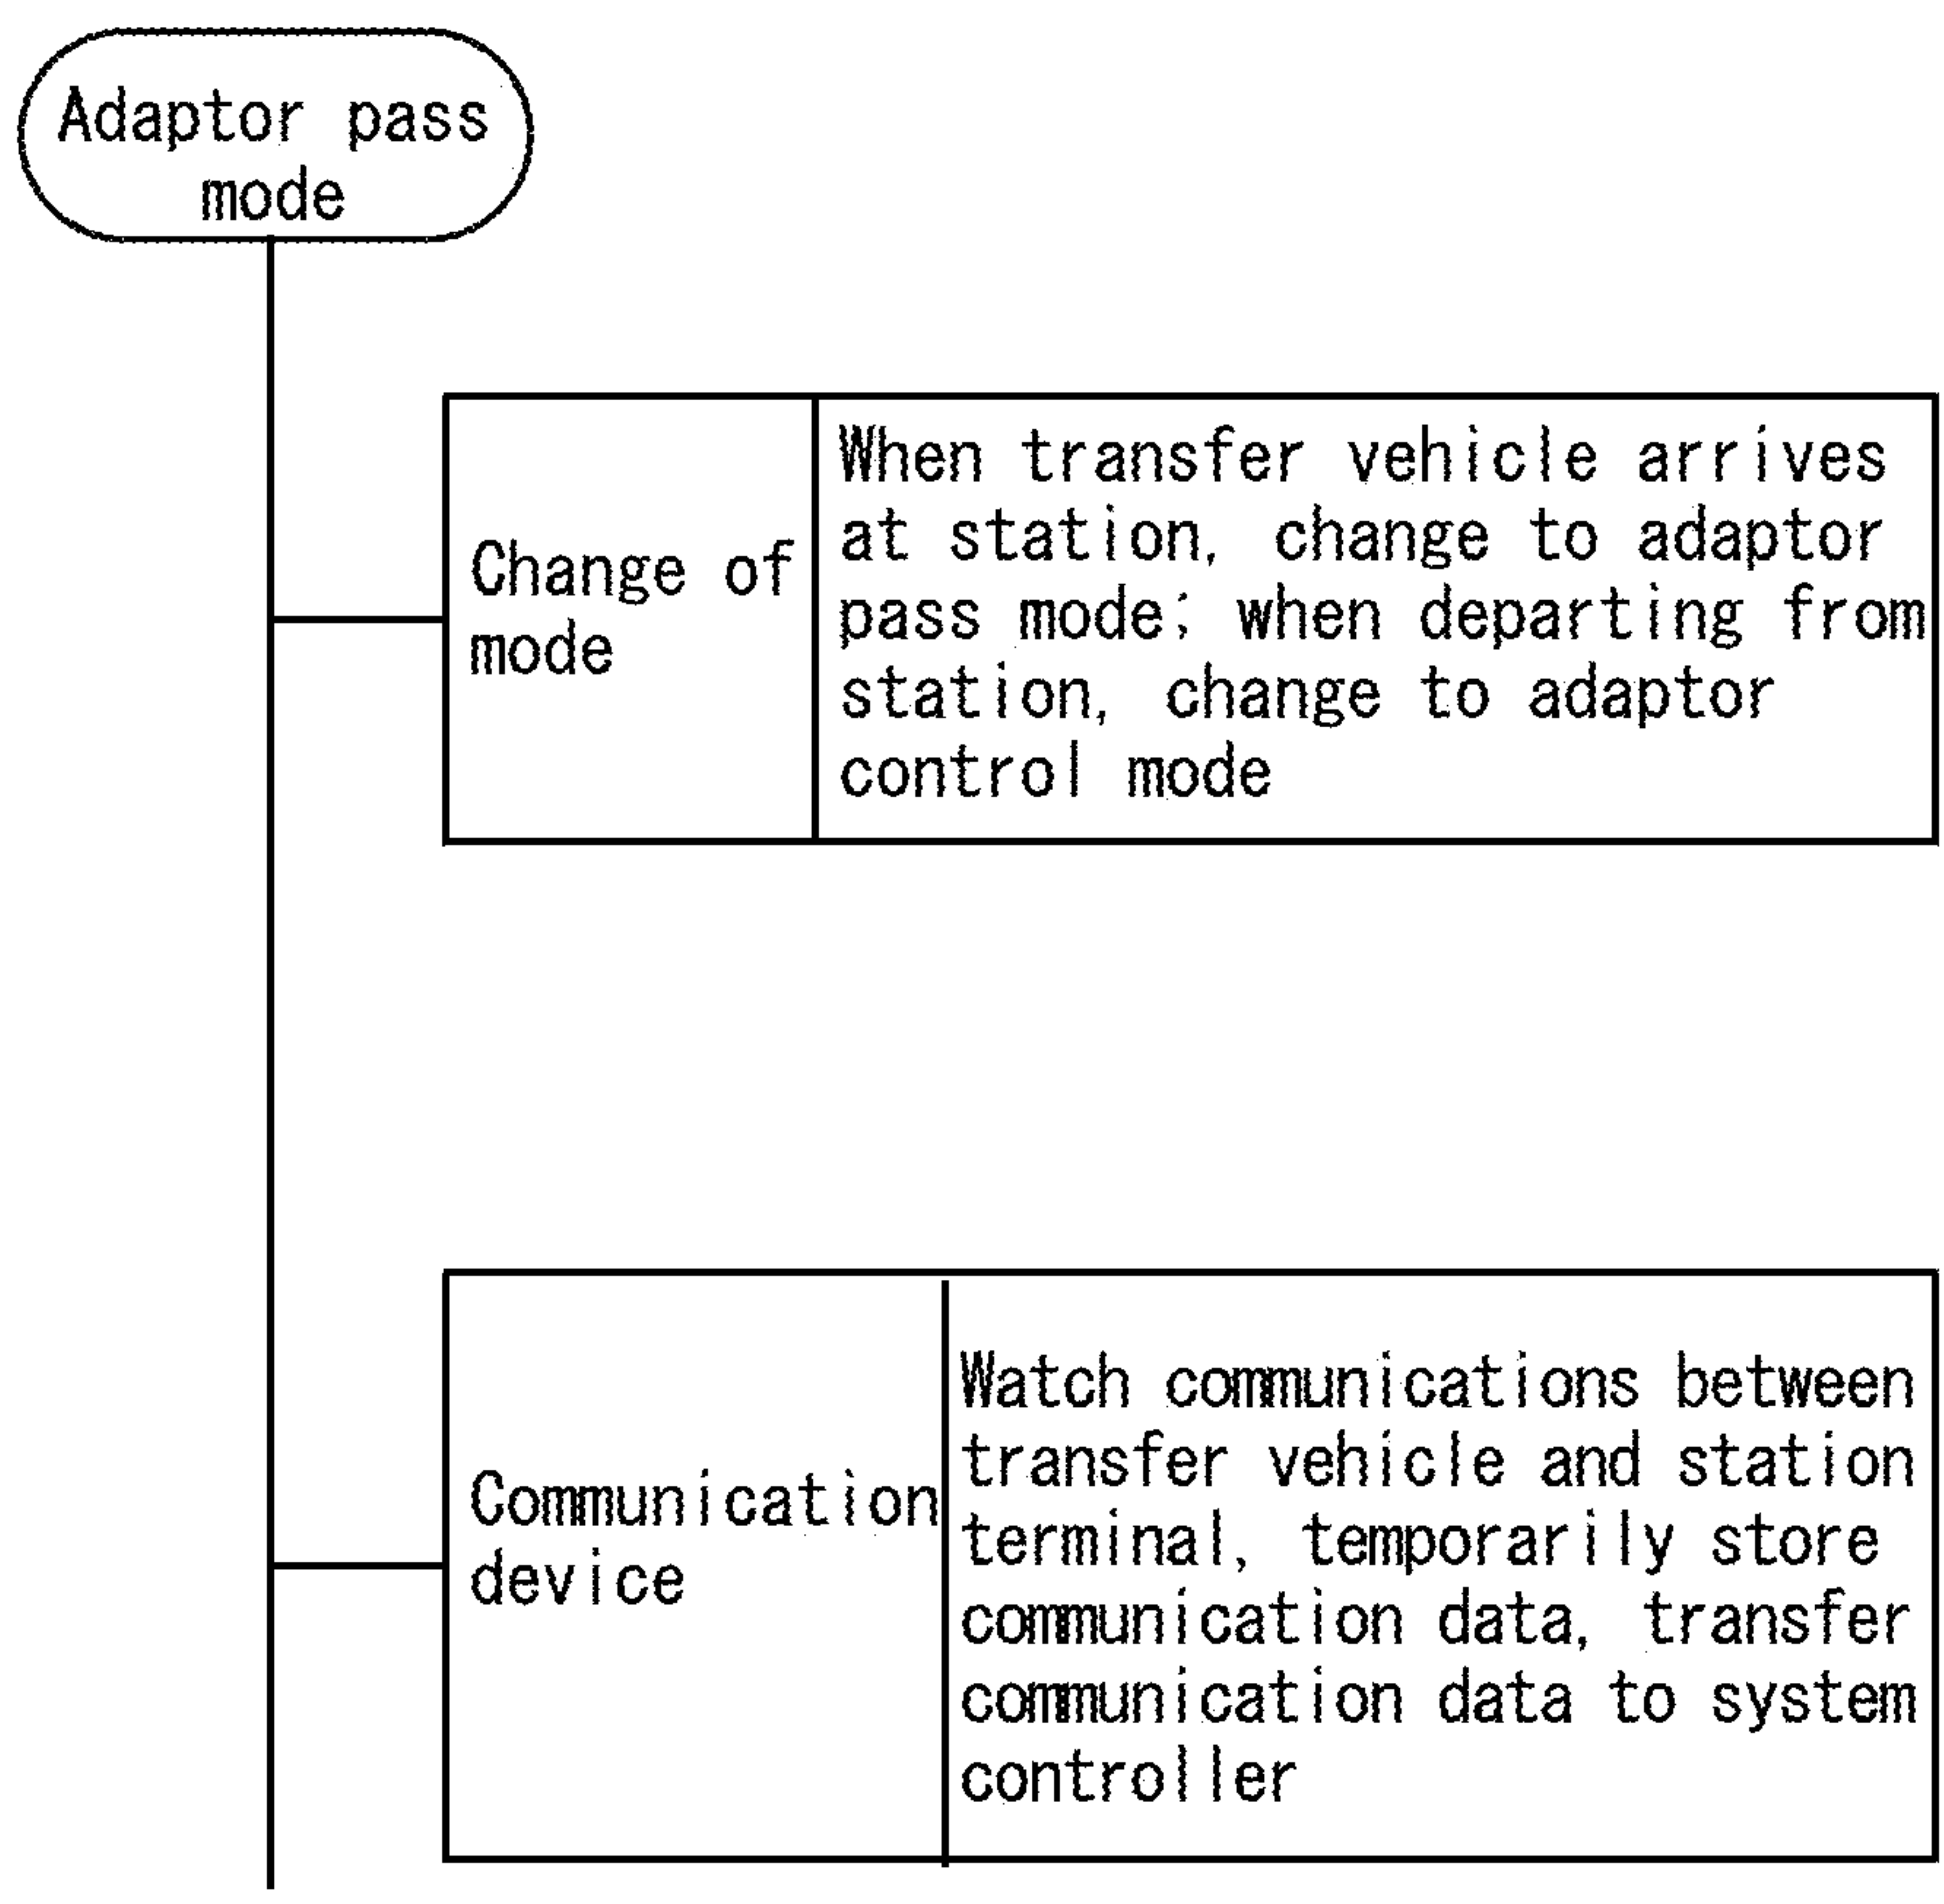 Adaptor pass
mode
Change of
mode
When transfer vehicle arrives
at station, change to adaptor
pass mode; when departing from
station, change to adaptor
control mode
Communication
device
Watch communications between
transfer vehicle and station
terminal, temporarily store
communication data, transfer
communication data to system
controller